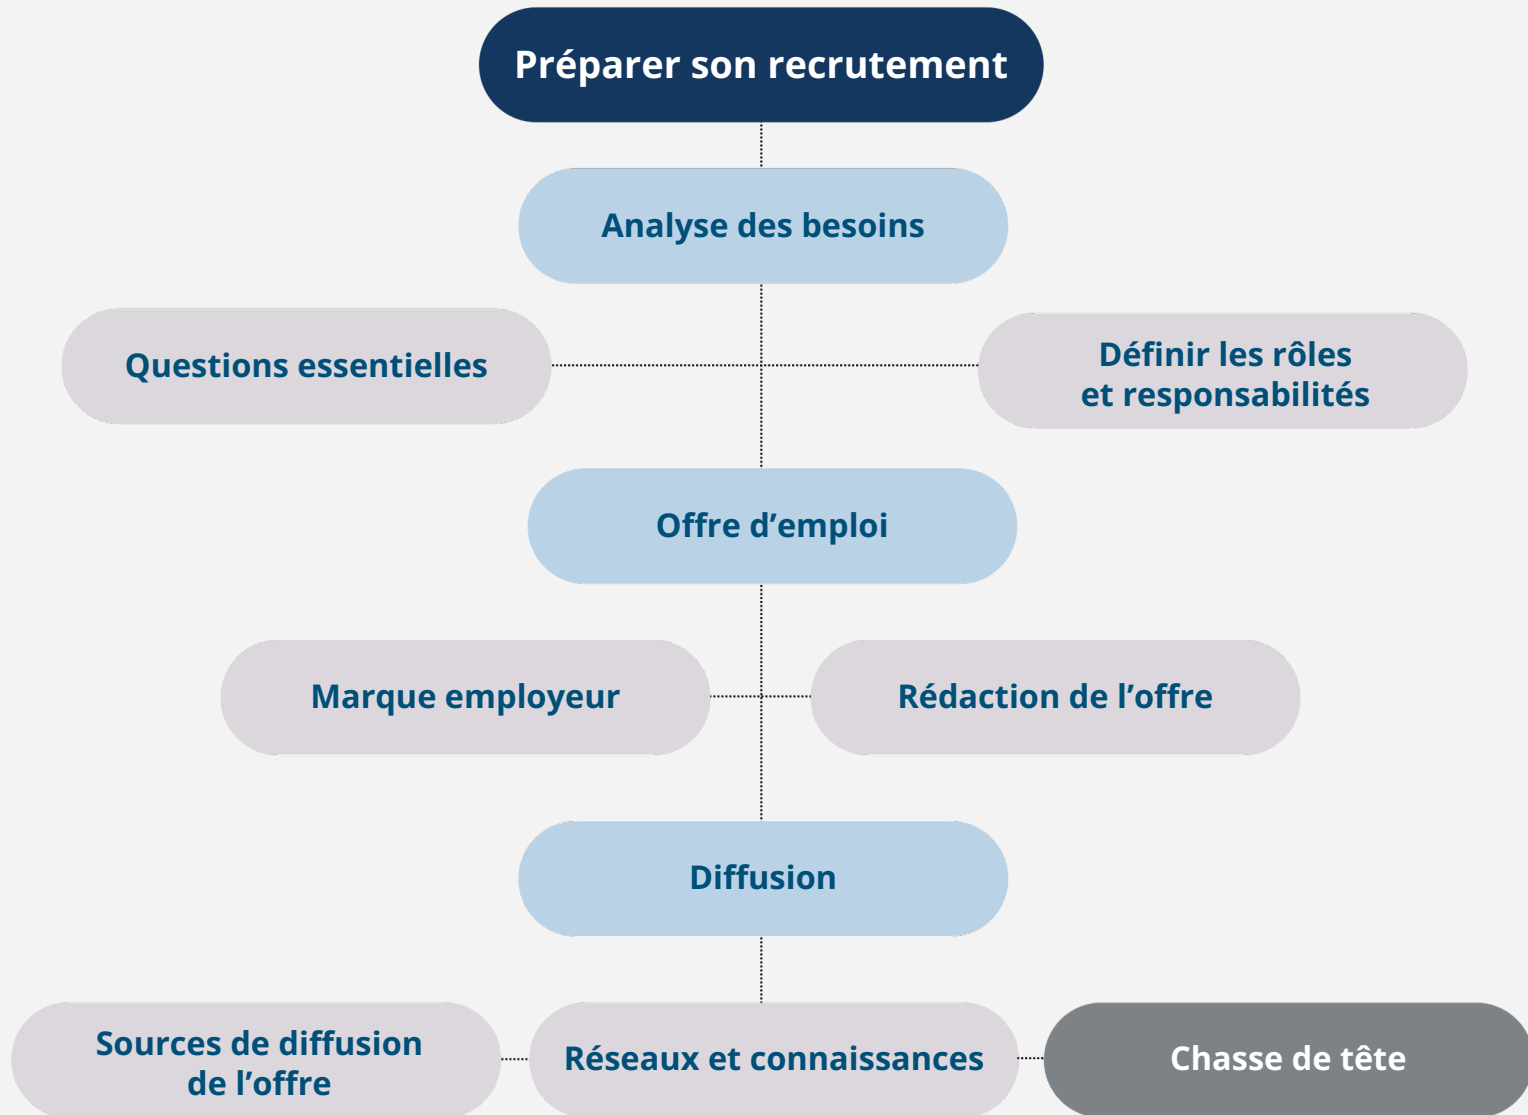 Préparer son recrutement
Analyse des besoins
Questions essentielles
Définir les rôles
et responsabilités
Offre d’emploi
Marque employeur
Rédaction de l’offre
Diffusion
Sources de diffusion
de l’offre
Réseaux et connaissances
Chasse de tête